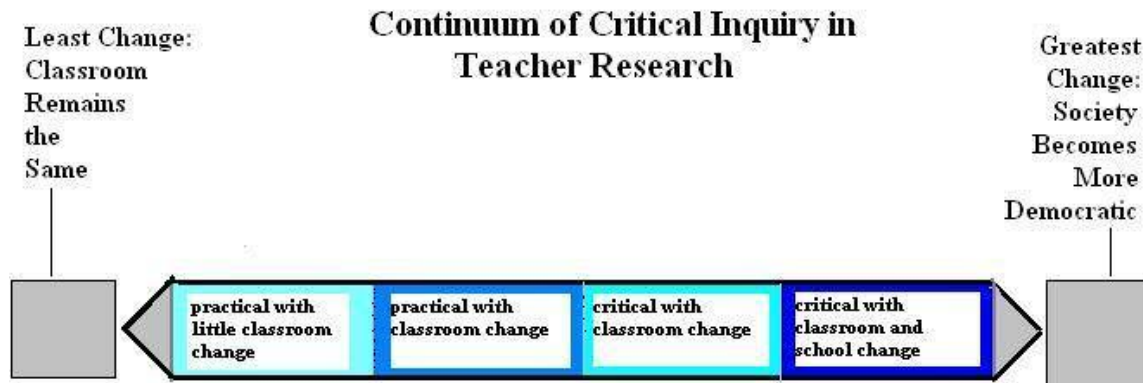 Continuum of Critical Inquiry in
Teacher Research
Least Change:
Classroom
Remains
the
Same
Greatest
Change:
Society
Becomes
More
Democratic
practical with
little classroom
change
practical with
classroom change
critical with
classroom change
critical with
classroom and
school change